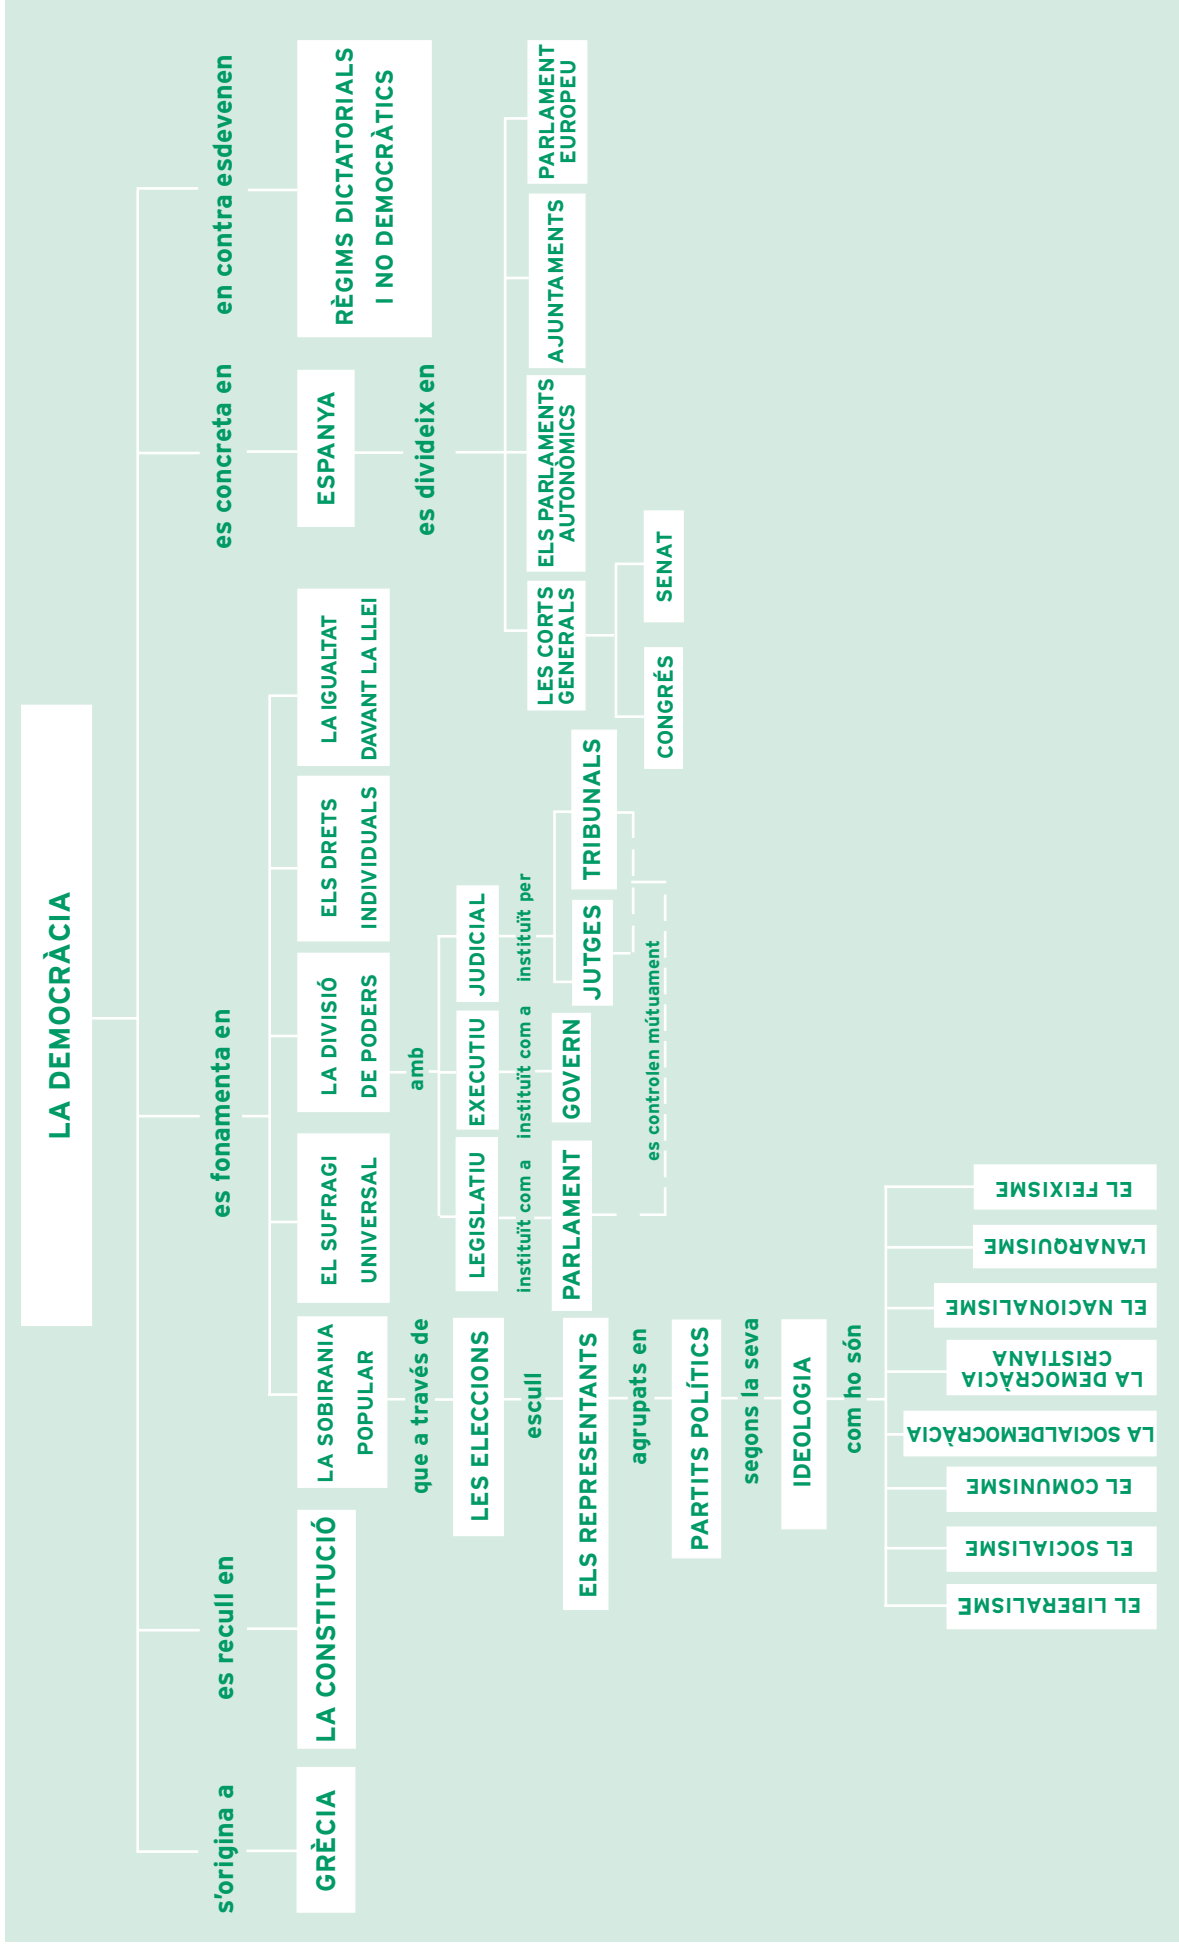 LA DEMOCRÀCIA
s'origina a
GRÈCIA
es recull en
LA CONSTITUCIÓ
es fonamenta en
LA SOBIRANIA
POPULAR
que a través de
LES ELECCIONS
escull
ELS REPRESENTANTS
agrupats en
PARTITS POLÍTICS
segons la seva
IDEOLOGIA
com ho són
EL LIBERALISME
EL SOCIALISME
EL COMUNISME
LA SOCIALDEMOCRÀCIA
LA DEMOCRÀCIA
CRISTIANA
EL NACIONALISME
L'ANARQUISME
EL FEIXISME
EL SUFRAGI
UNIVERSAL
LA DIVISIÓ
DE PODERS
amb
LEGISLATIU
instituït com a
PARLAMENT
EXECUTIU
instituït com a
GOVERN
JUDICIAL
instituït per
JUTGES
TRIBUNALS
es controlen mútuament
ELS DRETS
INDIVIDUALS
LA IGUALTAT
DAVANT LA LLEI
es concreta en
ESPANYA
es divideix en
LES CORTS
GENERALS
CONGRÉS
SENAT
ELS PARLAMENTS
AUTONÒMICS
AJUNTAMENTS
PARLAMENT
EUROPEU
en contra esdevenen
RÈGIMS DICTATORIALS
I NO DEMOCRÀTICS